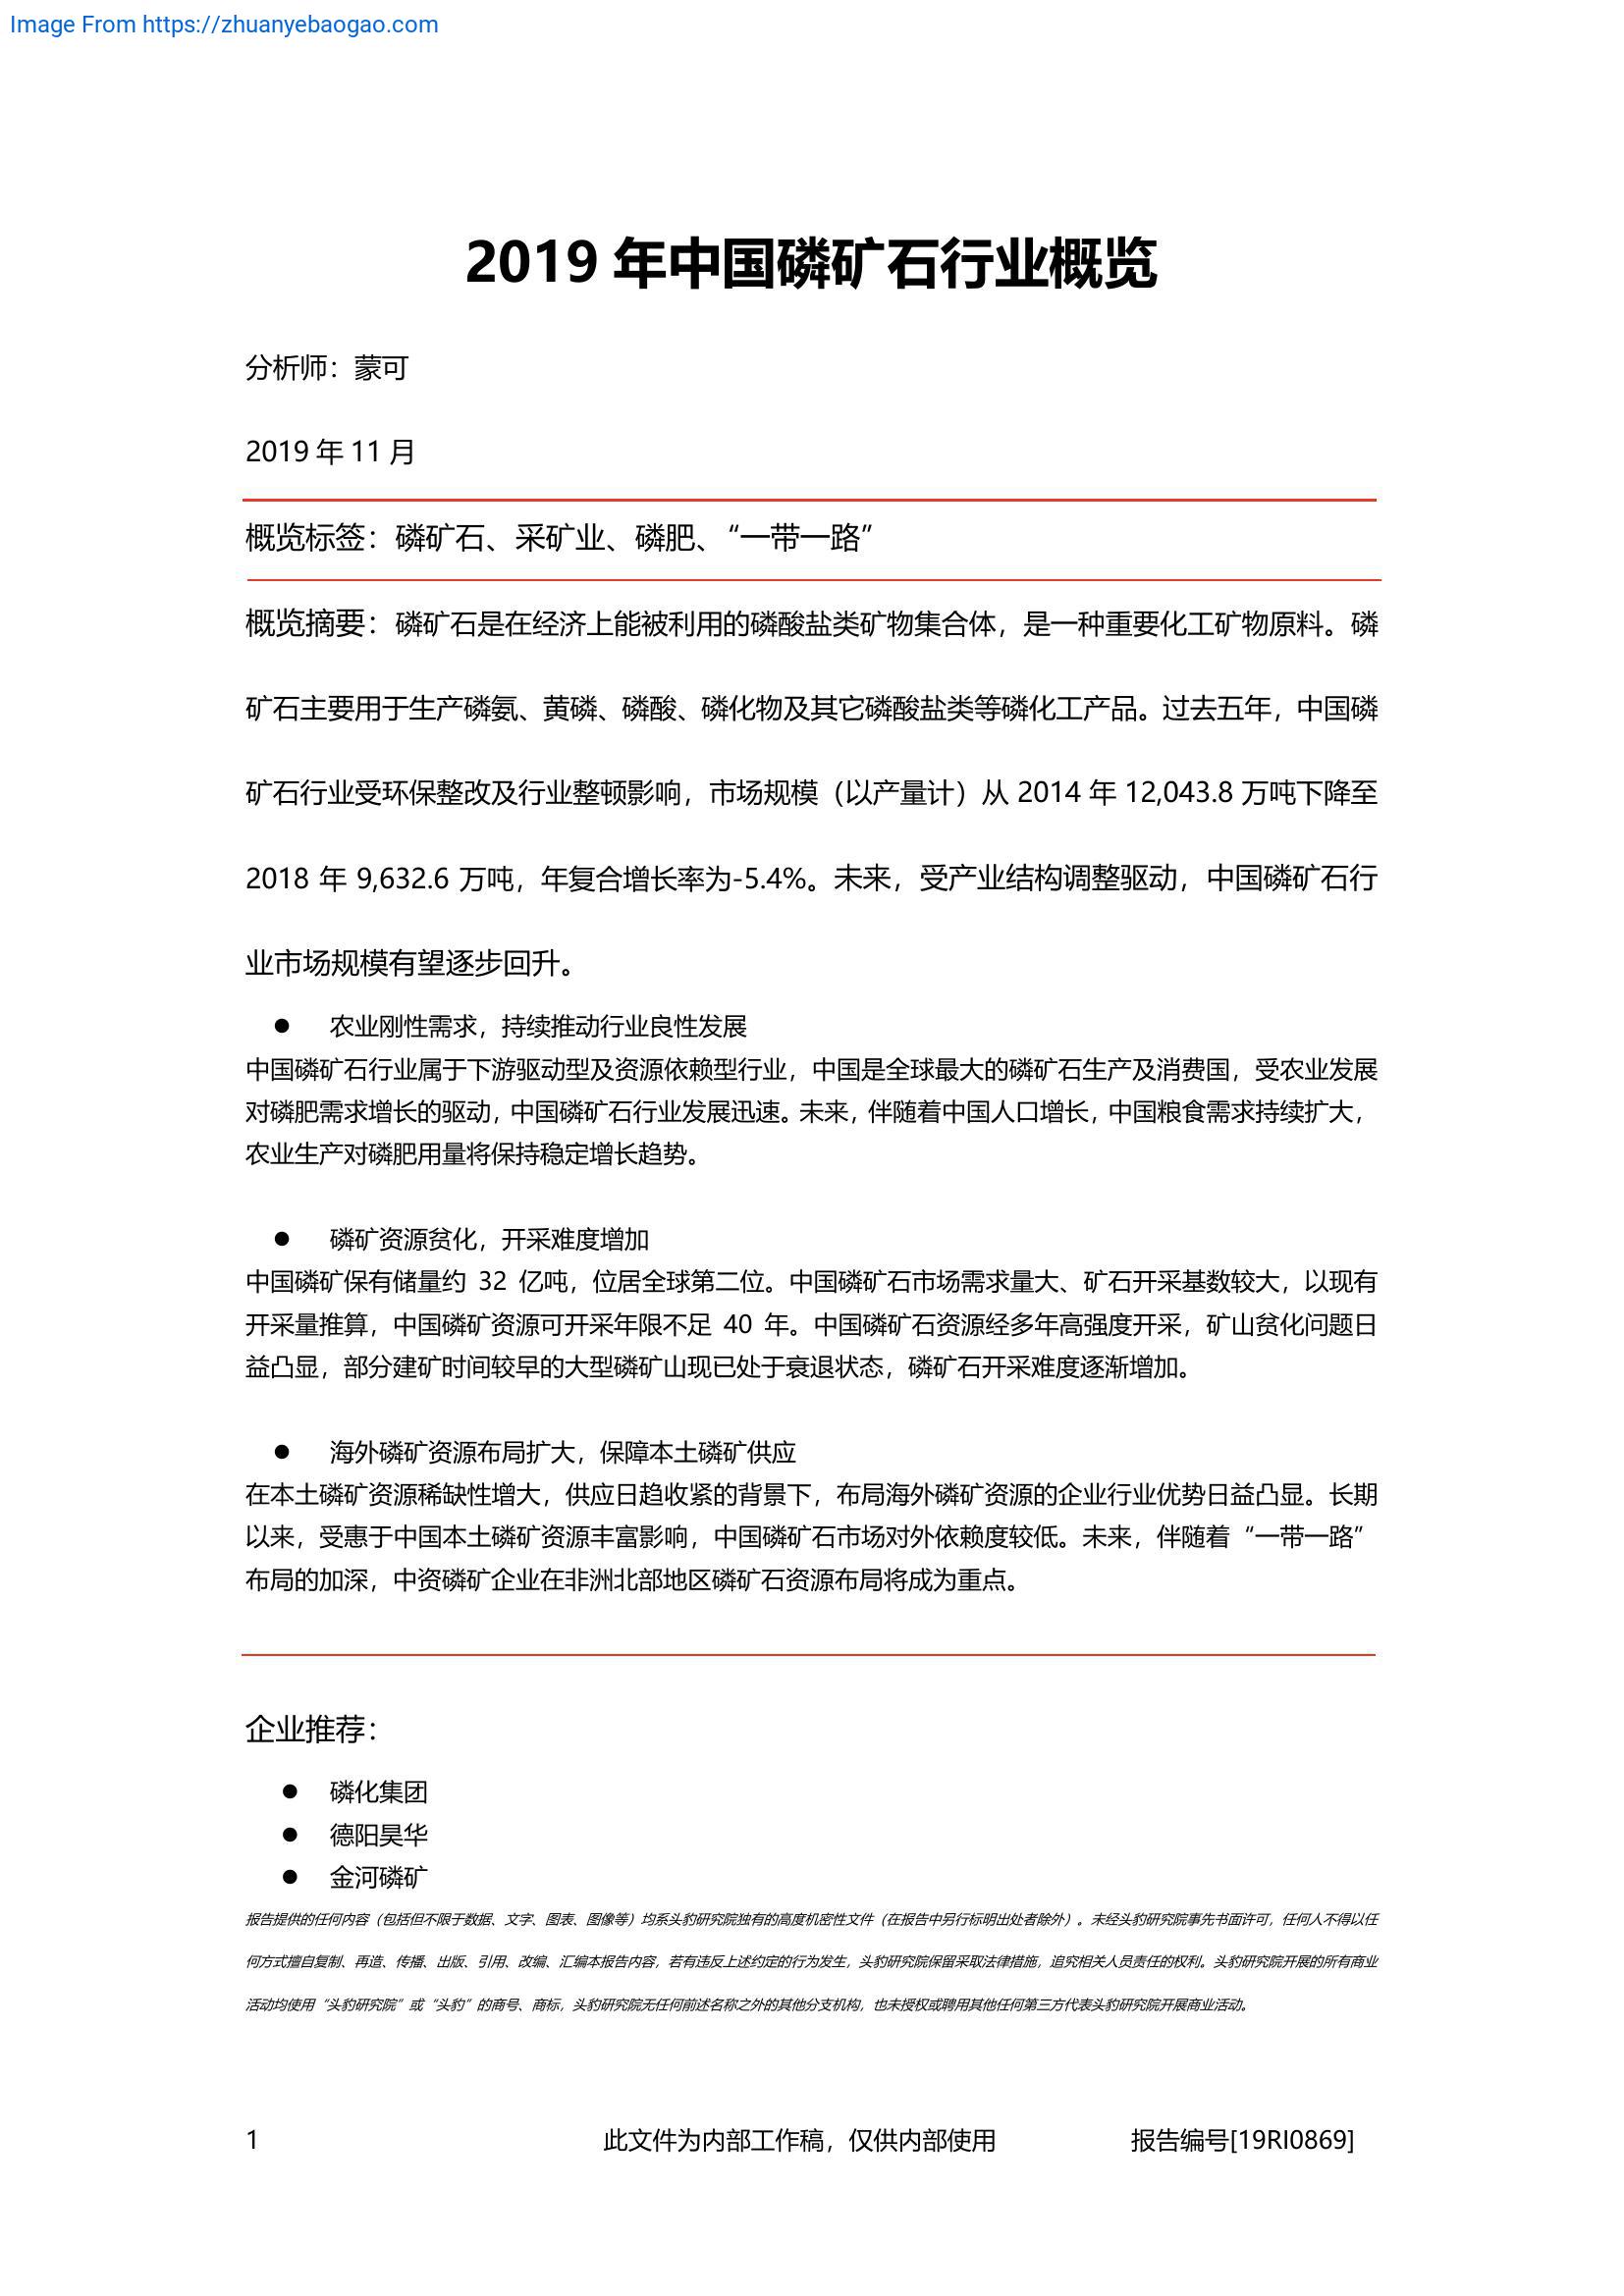 Image From https://zhuanyebaogao.com
2019 年中国磷矿石行业概览
分析师：蒙可
2019 年 11 月
概览标签：磷矿石、采矿业、磷肥、“一带一路”
概览摘要：磷矿石是在经济上能被利用的磷酸盐类矿物集合体，是一种重要化工矿物原料。磷
矿石主要用于生产磷氨、黄磷、磷酸、磷化物及其它磷酸盐类等磷化工产品。过去五年，中国磷
矿石行业受环保整改及行业整顿影响，市场规模（以产量计）从 2014 年 12,043.8 万吨下降至
2018 年 9,632.6 万吨，年复合增长率为-5.4%。未来，受产业结构调整驱动，中国磷矿石行
业市场规模有望逐步回升。
● 农业刚性需求，持续推动行业良性发展
中国磷矿石行业属于下游驱动型及资源依赖型行业，中国是全球最大的磷矿石生产及消费国，受农业发展
对磷肥需求增长的驱动，中国磷矿石行业发展迅速。未来，伴随着中国人口增长，中国粮食需求持续扩大，
农业生产对磷肥用量将保持稳定增长趋势。
● 磷矿资源贫化，开采难度增加
中国磷矿保有储量约 32 亿吨，位居全球第二位。中国磷矿石市场需求量大、矿石开采基数较大，以现有
开采量推算，中国磷矿资源可开采年限不足 40 年。中国磷矿石资源经多年高强度开采，矿山贫化问题日
益凸显，部分建矿时间较早的大型磷矿山现已处于衰退状态，磷矿石开采难度逐渐增加。
● 海外磷矿资源布局扩大，保障本土磷矿供应
在本土磷矿资源稀缺性增大，供应日趋收紧的背景下，布局海外磷矿资源的企业行业优势日益凸显。长期
以来，受惠于中国本土磷矿资源丰富影响，中国磷矿石市场对外依赖度较低。未来，伴随着“一带一路”
布局的加深，中资磷矿企业在非洲北部地区磷矿石资源布局将成为重点。
企业推荐：
● 磷化集团
● 德阳昊华
● 金河磷矿
报告提供的任何内容（包括但不限于数据、文字、图表、图像等）均系头豹研究院独有的高度机密性文件（在报告中另行标明出处者除外）。未经头豹研究院事先书面许可，任何人不得以任
何方式擅自复制、再造、传播、出版、引用、改编、汇编本报告内容，若有违反上述约定的行为发生，头豹研究院保留采取法律措施，追究相关人员责任的权利。头豹研究院开展的所有商业
活动均使用“头豹研究院”或“头豹”的商号、商标，头豹研究院无任何前述名称之外的其他分支机构，也未授权或聘用其他任何第三方代表头豹研究院开展商业活动。
1 此文件为内部工作稿，仅供内部使用 报告编号[19RI0869]